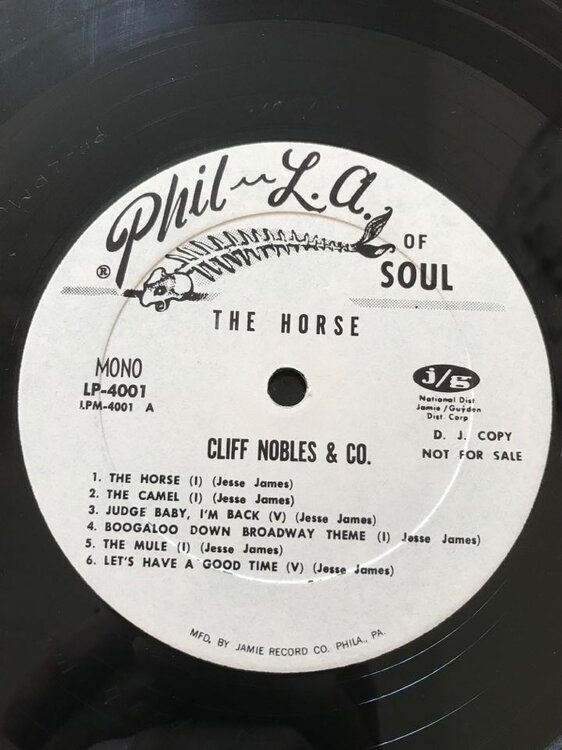 Phil-L.A.
OF
SOUL
®
THE HORSE
MONO
LP-4001
LPM-4001 A
j/g
National Dist.
Jamie/Guyden
Dist. Corp
D. J. COPY
NOT FOR SALE
CLIFF NOBLES & CO.
1. THE HORSE (I) (Jesse James)
2. THE CAMEL (I) (Jesse James)
3. JUDGE BABY, I'M BACK (V) (Jesse James)
4. BOOGALOO DOWN BROADWAY THEME (I) Jesse James)
5. THE MULE (I) (Jesse James)
6. LET'S HAVE A GOOD TIME (V) (Jesse James)
MFD. BY JAMIE RECORD CO. PHILA., PA.